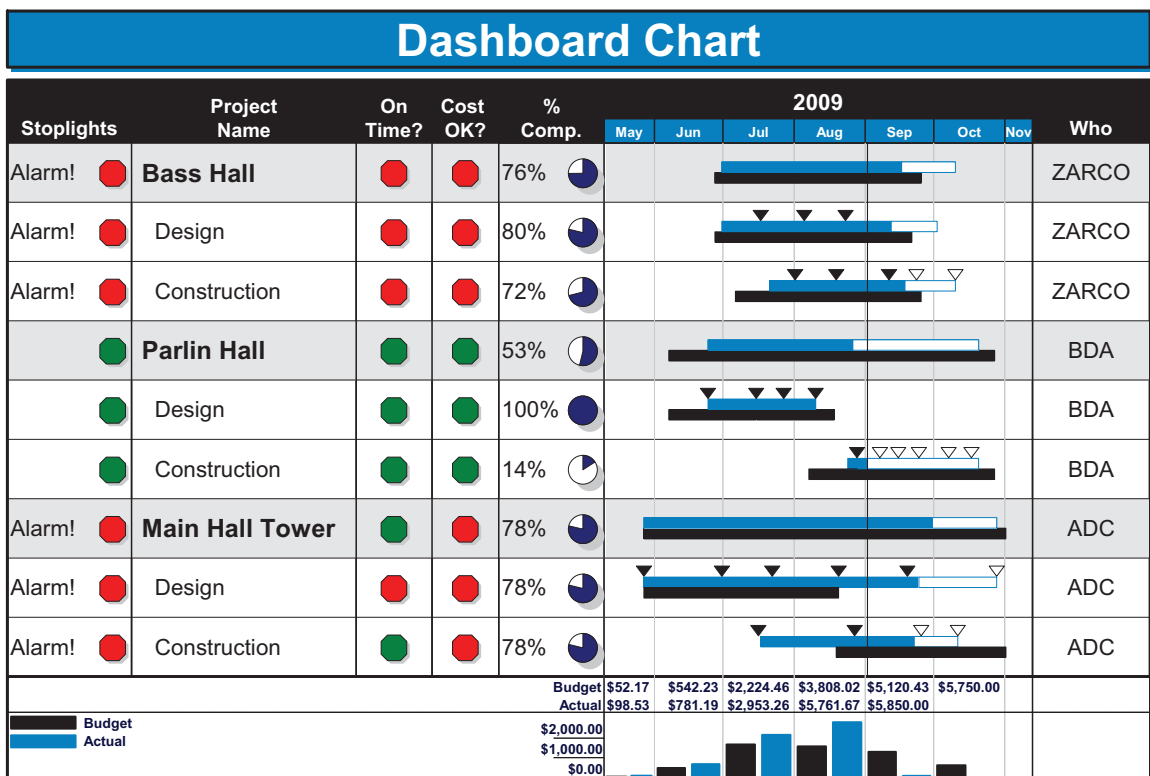 Dashboard Chart
Stoplights Project Name On Time? Cost OK? % Comp. 2009 Who
May Jun Jul Aug Sep Oct Nov
Alarm! Bass Hall 76% ZARCO
Alarm! Design 80% ZARCO
Alarm! Construction 72% ZARCO
Parlin Hall 53% BDA
Design 100% BDA
Construction 14% BDA
Alarm! Main Hall Tower 78% ADC
Alarm! Design 78% ADC
Alarm! Construction 78% ADC
Budget $52.17 $542.23 $2,224.46 $3,808.02 $5,120.43 $5,750.00
Actual $98.53 $781.19 $2,953.26 $5,761.67 $5,850.00
Budget
Actual
$2,000.00
$1,000.00
$0.00